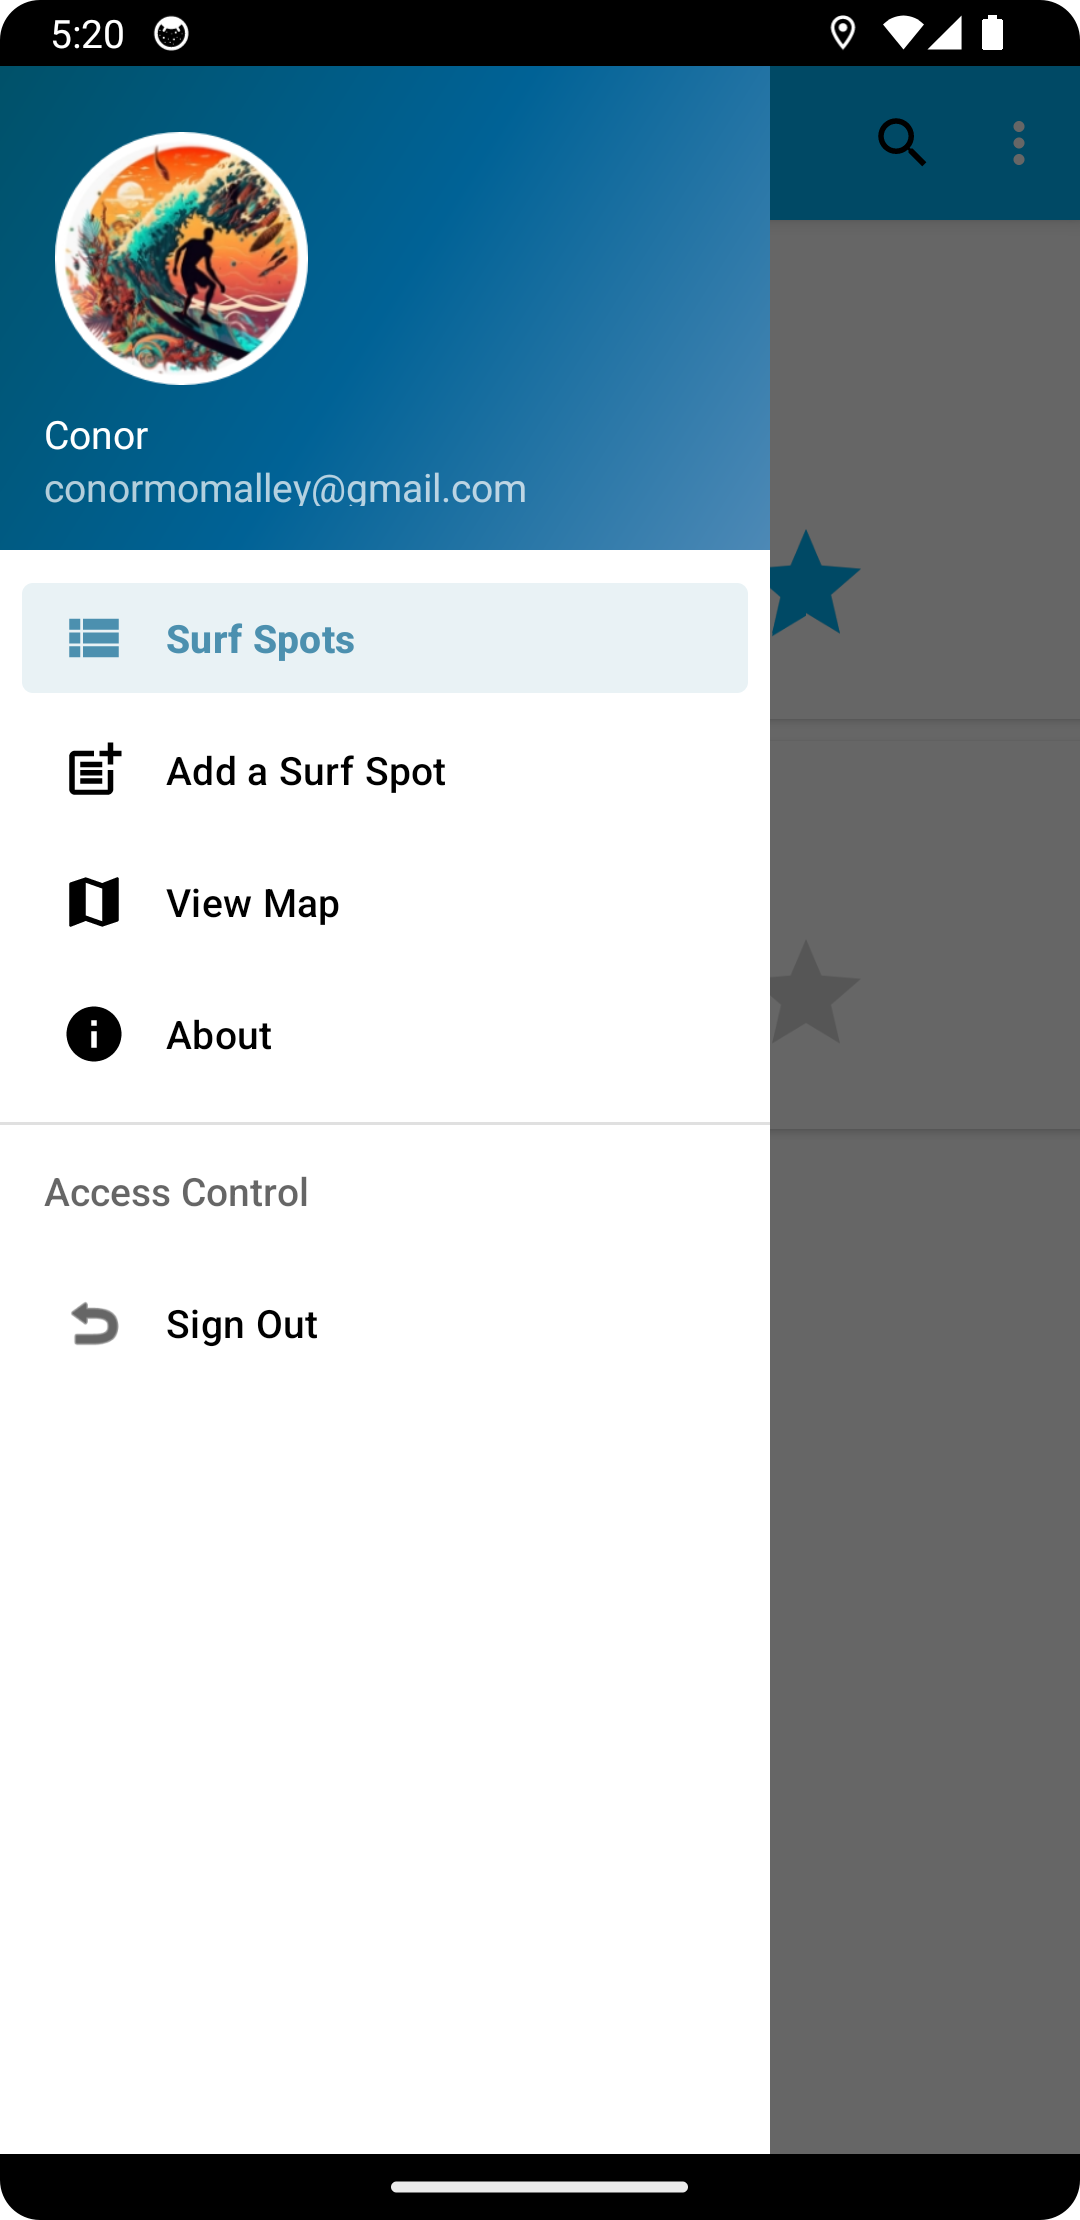 5:20
Conor
conormomalley@gmail.com
Surf Spots
Add a Surf Spot
View Map
About
Access Control
Sign Out